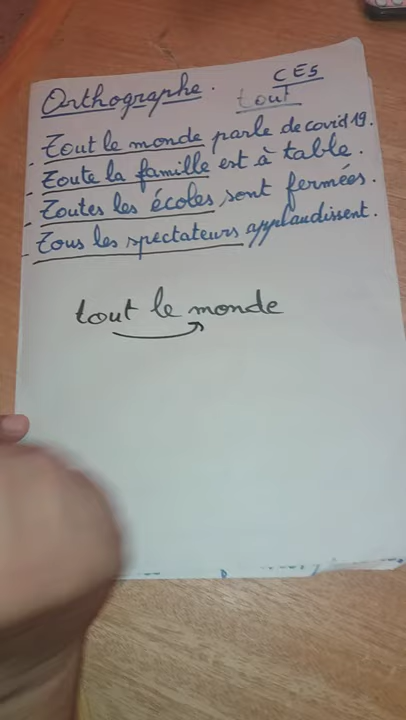 CE5
Orthographe.
tout
- Tout le monde parle de covid 19.
- Toute la famille est à table.
- Toutes les écoles sont fermées.
- Tous les spectateurs applaudissent.
tout le monde